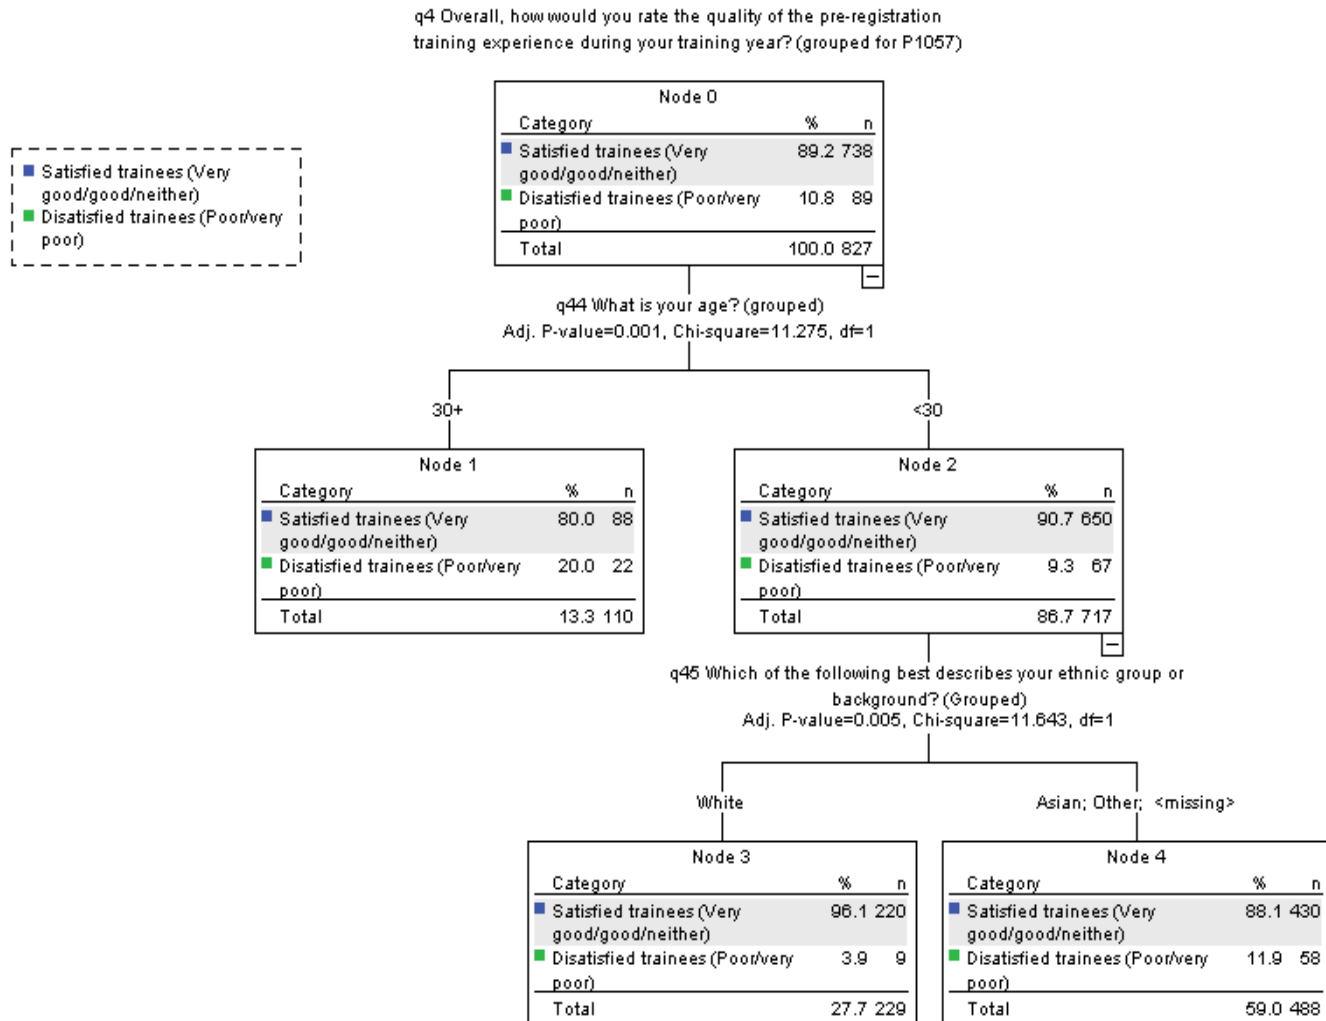 q4 Overall, how would you rate the quality of the pre-registration
training experience during your training year? (grouped for P1057)
Satisfied trainees (Very
good/good/neither)
Disatisfied trainees (Poor/very
poor)
Node 0
Category % n
Satisfied trainees (Very 89.2 738
good/good/neither)
Disatisfied trainees (Poor/very 10.8 89
poor)
Total 100.0 827
q44 What is your age? (grouped)
Adj. P-value=0.001, Chi-square=11.275, df=1
30+
<30
Node 1
Category % n
Satisfied trainees (Very 80.0 88
good/good/neither)
Disatisfied trainees (Poor/very 20.0 22
poor)
Total 13.3 110
Node 2
Category % n
Satisfied trainees (Very 90.7 650
good/good/neither)
Disatisfied trainees (Poor/very 9.3 67
poor)
Total 86.7 717
q45 Which of the following best describes your ethnic group or
background? (Grouped)
Adj. P-value=0.005, Chi-square=11.643, df=1
White
Asian; Other; <missing>
Node 3
Category % n
Satisfied trainees (Very 96.1 220
good/good/neither)
Disatisfied trainees (Poor/very 3.9 9
poor)
Total 27.7 229
Node 4
Category % n
Satisfied trainees (Very 88.1 430
good/good/neither)
Disatisfied trainees (Poor/very 11.9 58
poor)
Total 59.0 488